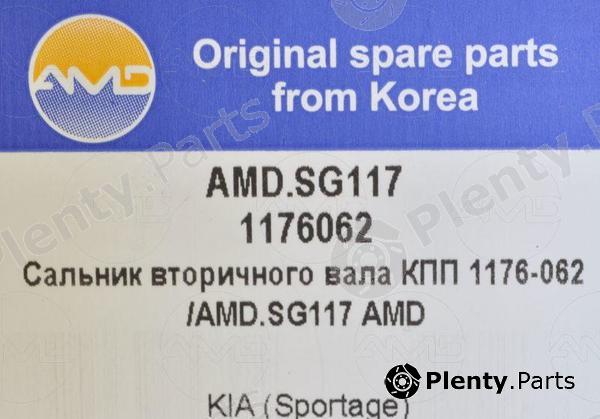 AMD
Original spare parts
from Korea
AMD.SG117
1176062
Сальник вторичного вала КПП 1176-062
/AMD.SG117 AMD
KIA (Sportage)
Plenty.Parts